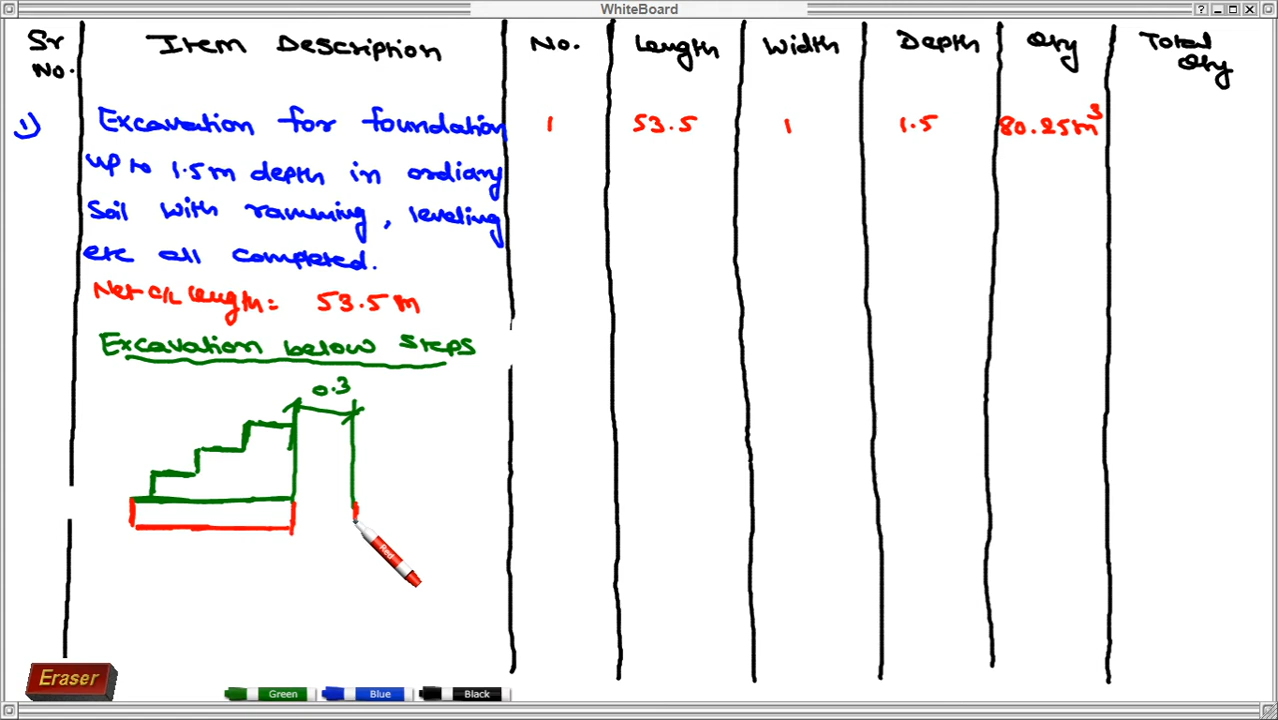 WhiteBoard
Sr No. Item Description No. Length Width Depth Qty Total Qty
1) Excavation for foundation 1 53.5 1 1.5 80.25m³
up to 1.5m depth in ordiary
Soil with ramming, leveling
etc all completed.
Net c/L length = 53.5m
Excavation below steps
0.3
Red
Eraser
Green Blue Black